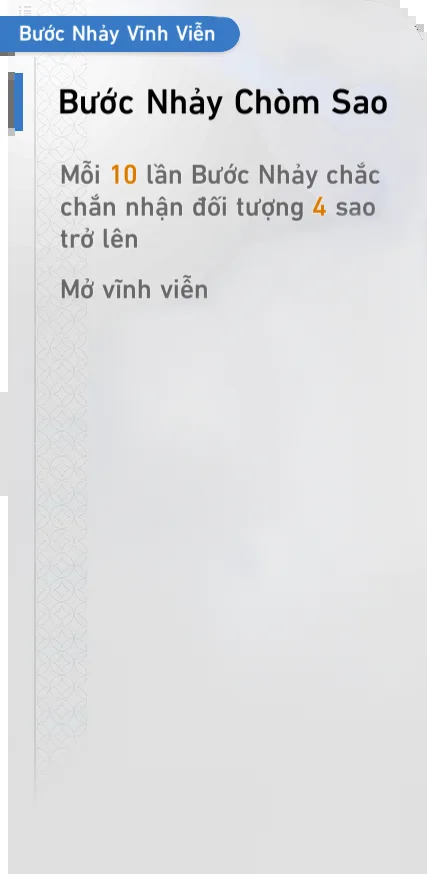 Bước Nhảy Vĩnh Viễn
Bước Nhảy Chòm Sao
Mỗi 10 lần Bước Nhảy chắc
chắn nhận đối tượng 4 sao
trở lên
Mở vĩnh viễn